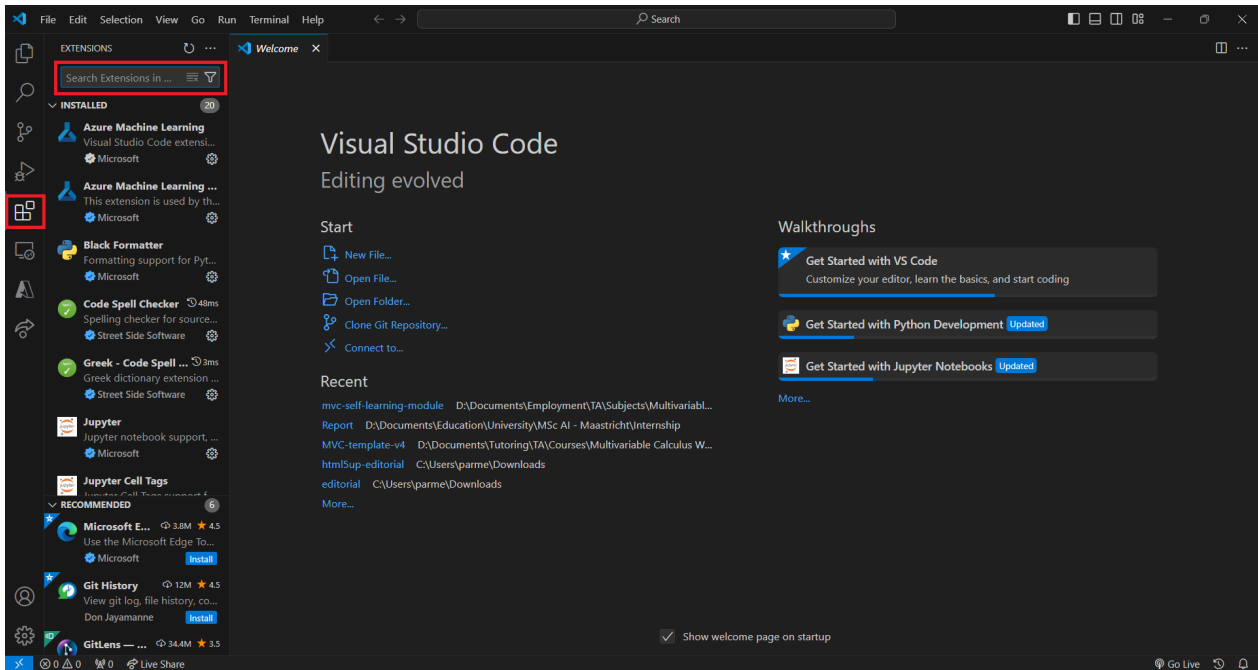 File Edit Selection View Go Run Terminal Help
Search
EXTENSIONS
Welcome
Search Extensions in ...
INSTALLED 20
Azure Machine Learning
Visual Studio Code extensi...
Microsoft
Azure Machine Learning ...
This extension is used by th...
Microsoft
Black Formatter
Formatting support for Pyt...
Microsoft
Code Spell Checker 48ms
Spelling checker for source...
Street Side Software
Greek - Code Spell ... 3ms
Greek dictionary extension ...
Street Side Software
Jupyter
Jupyter notebook support, ...
Microsoft
Jupyter Cell Tags
Jupyter Cell Tags support f...
RECOMMENDED 6
Microsoft E... 3.8M 4.5
Use the Microsoft Edge To...
Microsoft Install
Git History 12M 4.5
View git log, file history, co...
Don Jayamanne Install
GitLens — ... 34.4M 3.5
Visual Studio Code
Editing evolved
Start
New File...
Open File...
Open Folder...
Clone Git Repository...
Connect to...
Recent
mvc-self-learning-module D:\Documents\Employment\TA\Subjects\Multivariabl...
Report D:\Documents\Education\University\MSc AI - Maastricht\Internship
MVC-template-v4 D:\Documents\Tutoring\TA\Courses\Multivariable Calculus W...
html5up-editorial C:\Users\parme\Downloads
editorial C:\Users\parme\Downloads
More...
Walkthroughs
Get Started with VS Code
Customize your editor, learn the basics, and start coding
Get Started with Python Development Updated
Get Started with Jupyter Notebooks Updated
More...
Show welcome page on startup
0 0 0 Live Share
Go Live